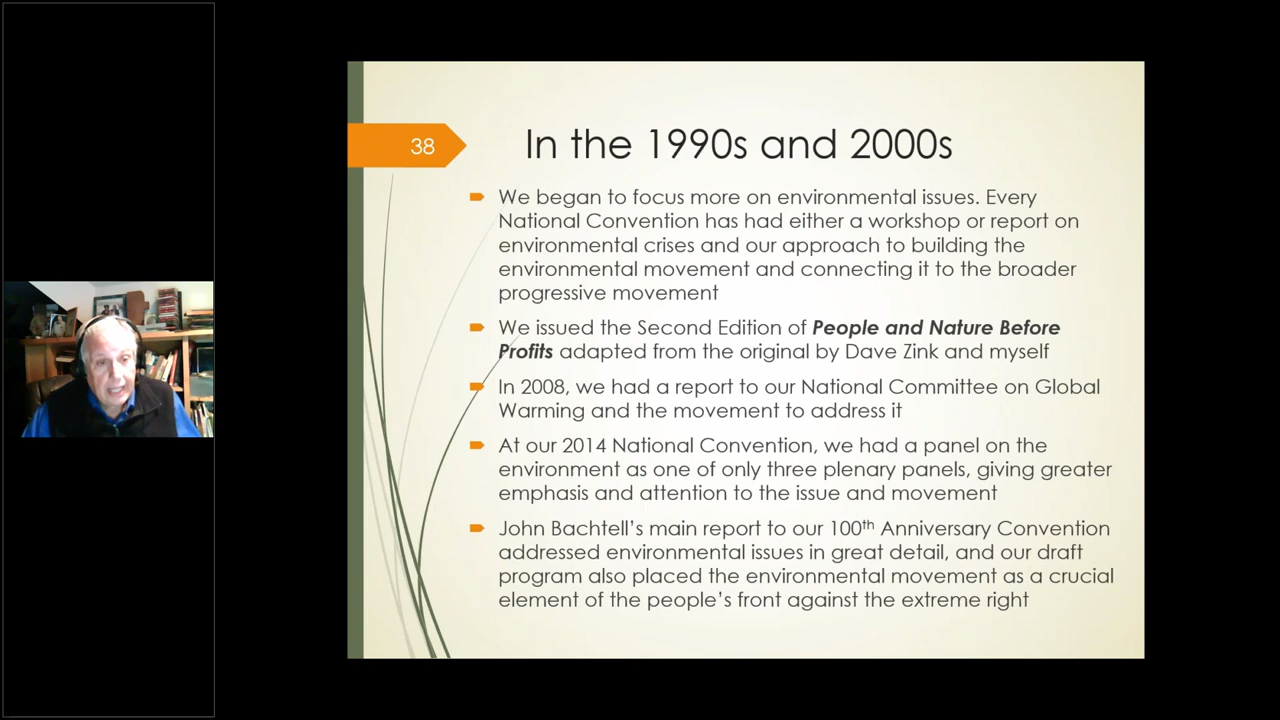 38
In the 1990s and 2000s
We began to focus more on environmental issues. Every
National Convention has had either a workshop or report on
environmental crises and our approach to building the
environmental movement and connecting it to the broader
progressive movement
We issued the Second Edition of People and Nature Before
Profits adapted from the original by Dave Zink and myself
In 2008, we had a report to our National Committee on Global
Warming and the movement to address it
At our 2014 National Convention, we had a panel on the
environment as one of only three plenary panels, giving greater
emphasis and attention to the issue and movement
John Bachtell’s main report to our 100th Anniversary Convention
addressed environmental issues in great detail, and our draft
program also placed the environmental movement as a crucial
element of the people’s front against the extreme right